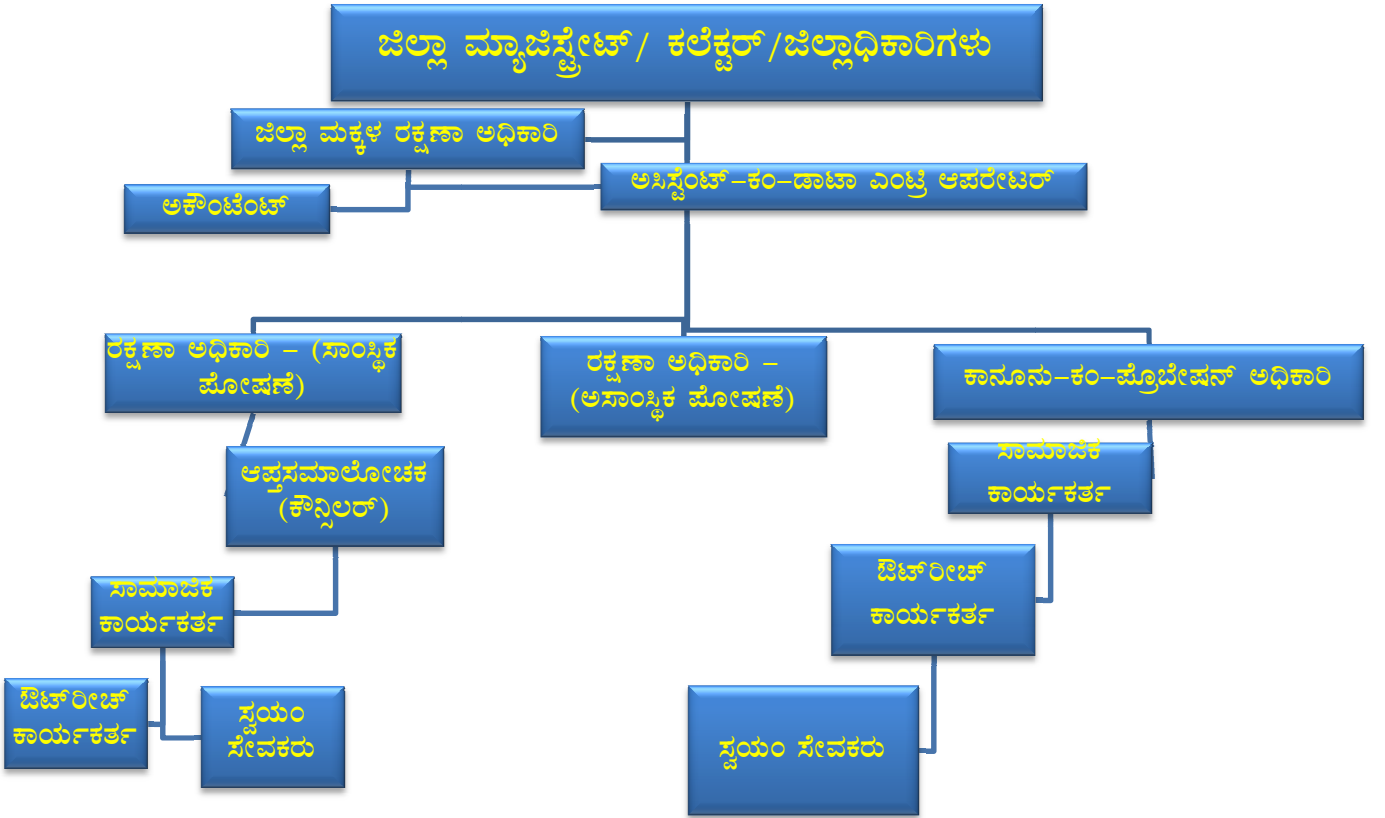 ಜಿಲ್ಲಾ ಮ್ಯಾಜಿಸ್ಟ್ರೇಟ್/ ಕಲೆಕ್ಟರ್/ಜಿಲ್ಲಾಧಿಕಾರಿಗಳು
ಜಿಲ್ಲಾ ಮಕ್ಕಳ ರಕ್ಷಣಾ ಅಧಿಕಾರಿ
ಅಸಿಸ್ಟೆಂಟ್-ಕಂ-ಡಾಟಾ ಎಂಟ್ರಿ ಆಪರೇಟರ್
ಅಕೌಂಟೆಂಟ್
ರಕ್ಷಣಾ ಅಧಿಕಾರಿ – (ಸಾಂಸ್ಥಿಕ
ಪೋಷಣೆ)
ರಕ್ಷಣಾ ಅಧಿಕಾರಿ –
(ಅಸಾಂಸ್ಥಿಕ ಪೋಷಣೆ)
ಕಾನೂನು-ಕಂ-ಪ್ರೊಬೇಷನ್ ಅಧಿಕಾರಿ
ಆಪ್ತಸಮಾಲೋಚಕ
(ಕೌನ್ಸಿಲರ್)
ಸಾಮಾಜಿಕ
ಕಾರ್ಯಕರ್ತ
ಸಾಮಾಜಿಕ
ಕಾರ್ಯಕರ್ತ
ಔಟ್‌ರೀಚ್
ಕಾರ್ಯಕರ್ತ
ಔಟ್‌ರೀಚ್
ಕಾರ್ಯಕರ್ತ
ಸ್ವಯಂ
ಸೇವಕರು
ಸ್ವಯಂ ಸೇವಕರು